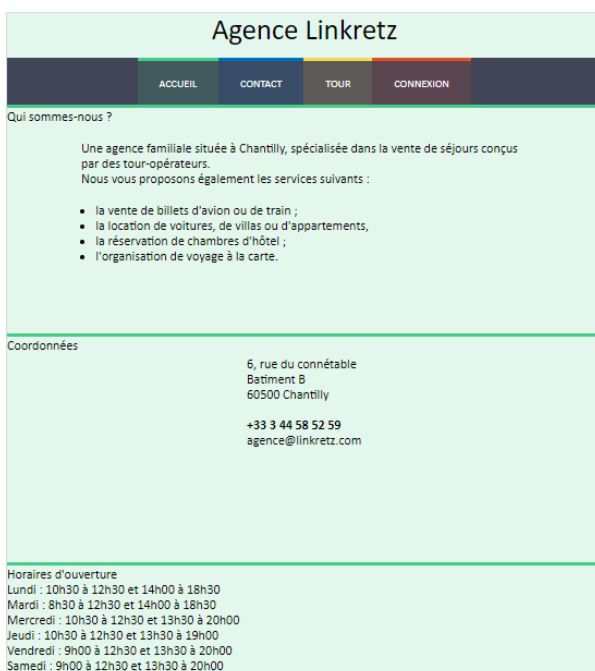 Agence Linkretz
ACCUEIL CONTACT TOUR CONNEXION
Qui sommes-nous ?
Une agence familiale située à Chantilly, spécialisée dans la vente de séjours conçus
par des tour-opérateurs.
Nous vous proposons également les services suivants :
• la vente de billets d'avion ou de train ;
• la location de voitures, de villas ou d'appartements,
• la réservation de chambres d'hôtel ;
• l'organisation de voyage à la carte.
Coordonnées
6, rue du connétable
Batiment B
60500 Chantilly
+33 3 44 58 52 59
agence@linkretz.com
Horaires d'ouverture
Lundi : 10h30 à 12h30 et 14h00 à 18h30
Mardi : 8h30 à 12h30 et 14h00 à 18h30
Mercredi : 10h30 à 12h30 et 13h30 à 20h00
Jeudi : 10h30 à 12h30 et 13h30 à 19h00
Vendredi : 9h00 à 12h30 et 13h30 à 20h00
Samedi : 9h00 à 12h30 et 13h30 à 20h00